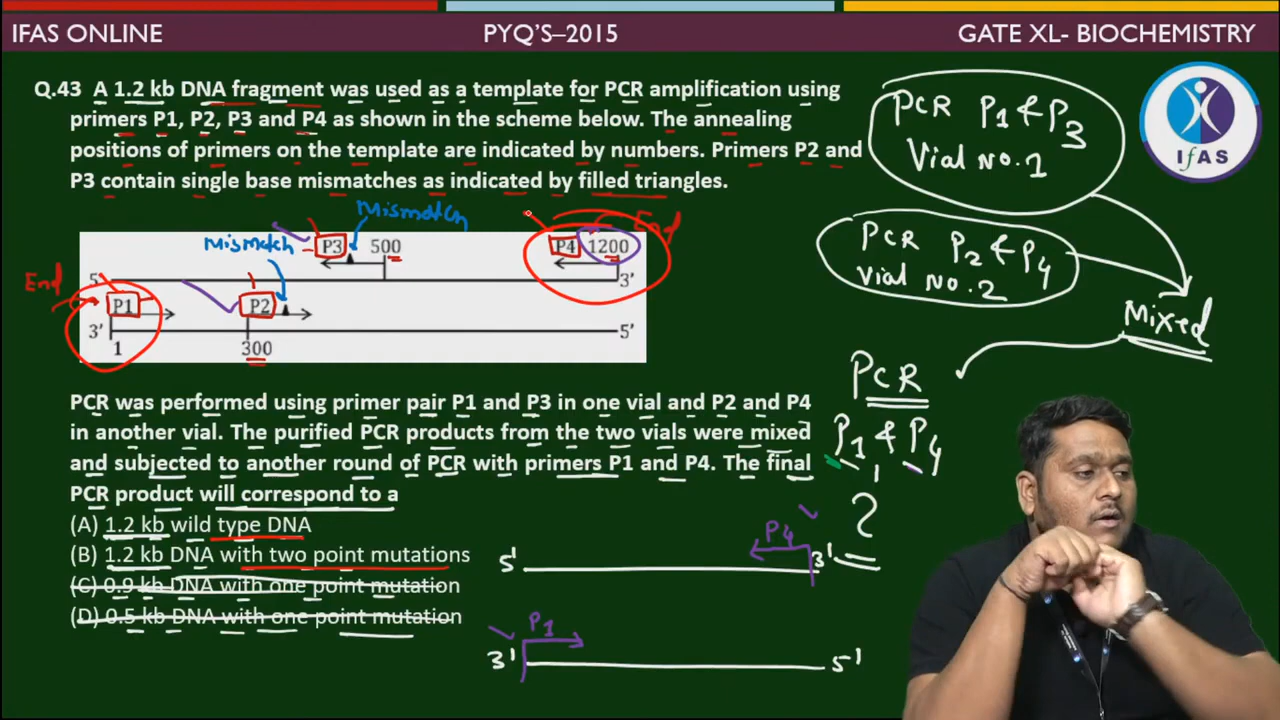 IFAS ONLINE
PYQ'S–2015
GATE XL- BIOCHEMISTRY
Q.43 A 1.2 kb DNA fragment was used as a template for PCR amplification using
primers P1, P2, P3 and P4 as shown in the scheme below. The annealing
positions of primers on the template are indicated by numbers. Primers P2 and
P3 contain single base mismatches as indicated by filled triangles.
Mismatch
Mismatch
P3
500
P4
1200
End
End
5'
3'
P1
P2
3'
5'
1
300
PCR was performed using primer pair P1 and P3 in one vial and P2 and P4
in another vial. The purified PCR products from the two vials were mixed
and subjected to another round of PCR with primers P1 and P4. The final
PCR product will correspond to a
(A) 1.2 kb wild type DNA
(B) 1.2 kb DNA with two point mutations
(C) 0.9 kb DNA with one point mutation
(D) 0.5 kb DNA with one point mutation
PCR P1 & P3
Vial No. 1
PCR P2 & P4
Vial No. 2
Mixed
PCR
P1 & P4
?
P4
5'
3'
P1
3'
5'
IFAS